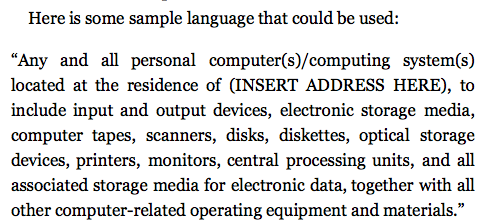 Here is some sample language that could be used:
“Any and all personal computer(s)/computing system(s)
located at the residence of (INSERT ADDRESS HERE), to
include input and output devices, electronic storage media,
computer tapes, scanners, disks, diskettes, optical storage
devices, printers, monitors, central processing units, and all
associated storage media for electronic data, together with all
other computer-related operating equipment and materials.”